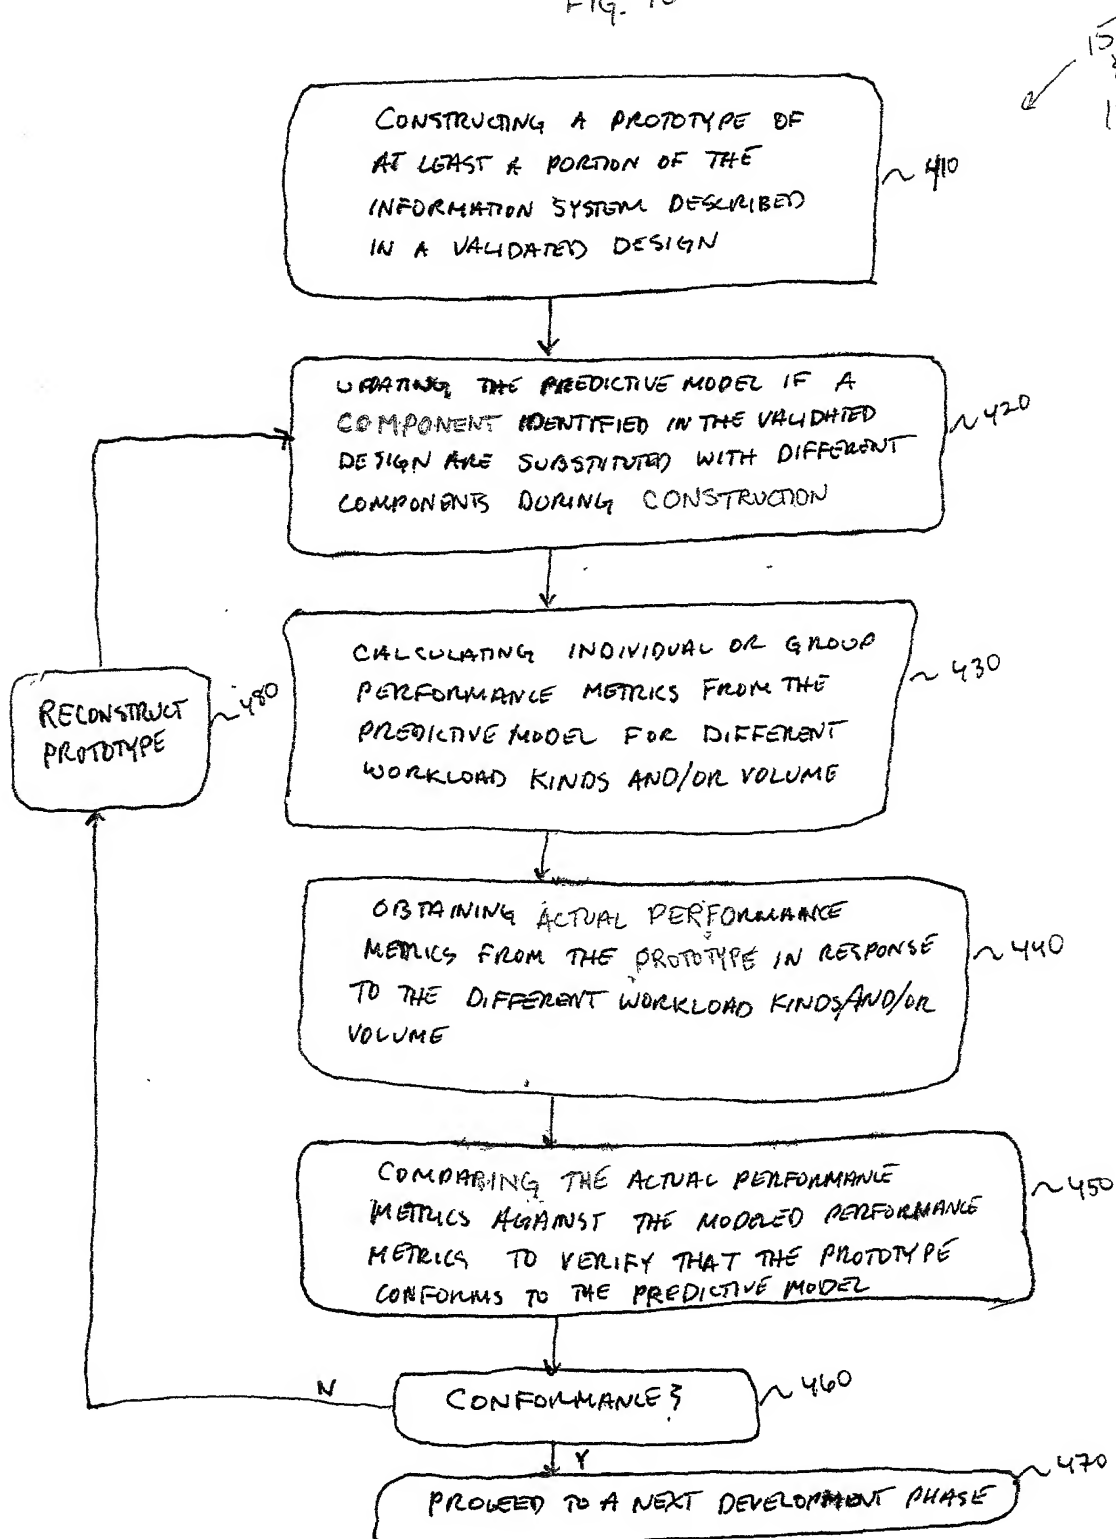 FIG.
15
CONSTRUCTING A PROTOTYPE OF
AT LEAST A PORTION OF THE
INFORMATION SYSTEM DESCRIBED
IN A VALIDATED DESIGN
~ 410
UPDATING THE PREDICTIVE MODEL IF A
COMPONENT IDENTIFIED IN THE VALIDATED
DESIGN ARE SUBSTITUTED WITH DIFFERENT
COMPONENTS DURING CONSTRUCTION
~420
CALCULATING INDIVIDUAL OR GROUP
PERFORMANCE METRICS FROM THE
PREDICTIVE MODEL FOR DIFFERENT
WORKLOAD KINDS AND/OR VOLUME
~ 430
RECONSTRUCT
PROTOTYPE
~480
OBTAINING ACTUAL PERFORMANCE
METRICS FROM THE PROTOTYPE IN RESPONSE
TO THE DIFFERENT WORKLOAD KINDS/AND/OR
VOLUME
~ 440
COMPARING THE ACTUAL PERFORMANCE
METRICS AGAINST THE MODELED PERFORMANCE
METRICS TO VERIFY THAT THE PROTOTYPE
CONFORMS TO THE PREDICTIVE MODEL
~450
N
CONFORMANCE?
~ 460
Y
PROCEED TO A NEXT DEVELOPMENT PHASE
~ 470